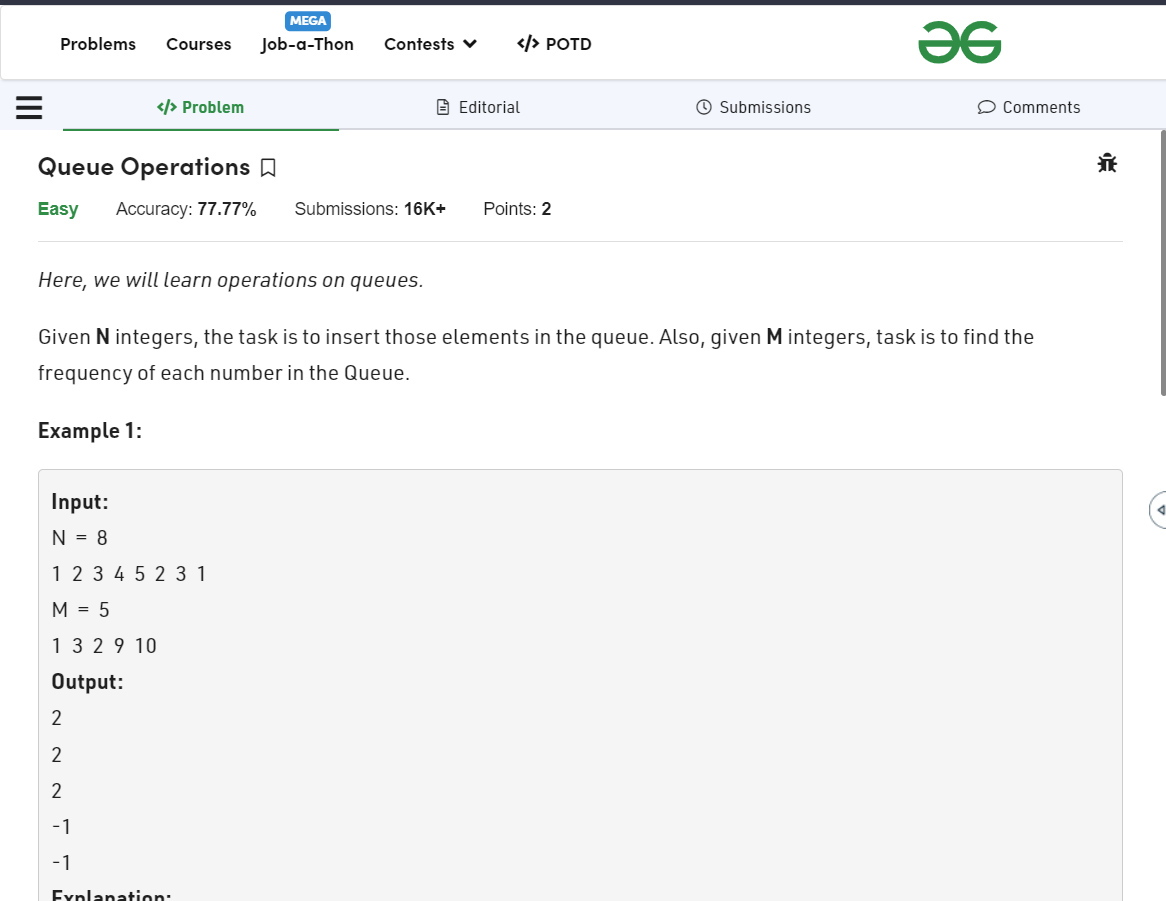 MEGA
Problems Courses Job-a-Thon Contests </> POTD
</> Problem Editorial Submissions Comments
Queue Operations
Easy Accuracy: 77.77% Submissions: 16K+ Points: 2
Here, we will learn operations on queues.
Given N integers, the task is to insert those elements in the queue. Also, given M integers, task is to find the
frequency of each number in the Queue.
Example 1:
Input:
N = 8
1 2 3 4 5 2 3 1
M = 5
1 3 2 9 10
Output:
2
2
2
-1
-1
Explanation: